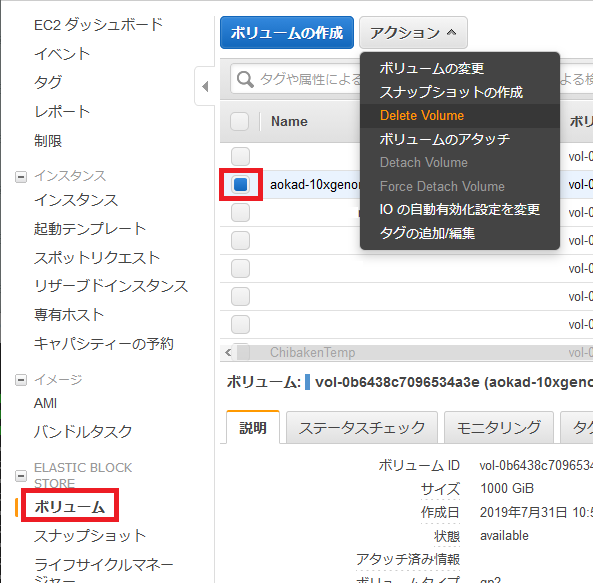 EC2 ダッシュボード
イベント
タグ
レポート
制限
インスタンス
インスタンス
起動テンプレート
スポットリクエスト
リザーブドインスタンス
専有ホスト
キャパシティーの予約
イメージ
AMI
バンドルタスク
ELASTIC BLOCK
STORE
ボリューム
スナップショット
ライフサイクルマネー
ジャー
ボリュームの作成
アクション
タグや属性による
よる検
Name
ボリ
ボリュームの変更
スナップショットの作成
Delete Volume
ボリュームのアタッチ
Detach Volume
Force Detach Volume
IO の自動有効化設定を変更
タグの追加/編集
vol-
aokad-10xgenor
vol-0
vol-0
vol-0
vol-0
vol-0
vol-0
ChibakenTemp
vol-0
ボリューム: vol-0b6438c7096534a3e (aokad-10xgenor
説明
ステータスチェック
モニタリング
タグ
ボリューム ID vol-0b6438c7096534
サイズ 1000 GiB
作成日 2019年7月31日 10:5
状態 available
アタッチ済み情報
ボリュームタイプ gp2